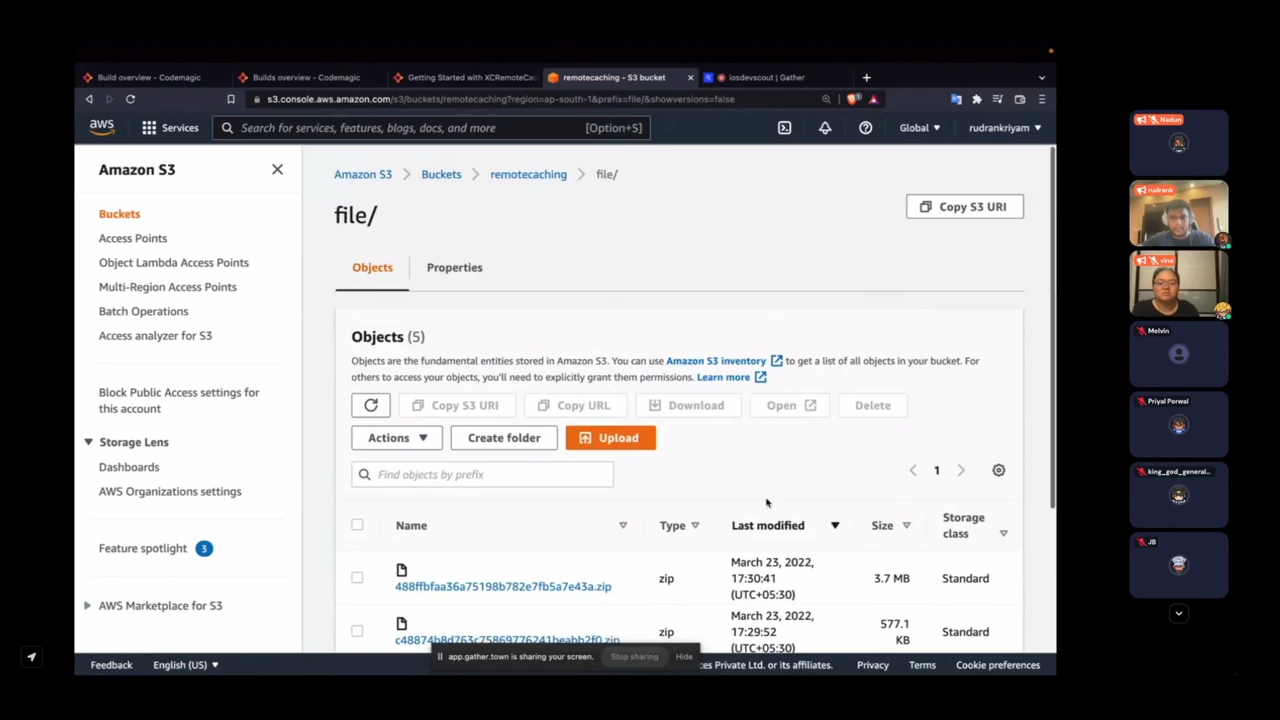 Build overview - Codemagic
Builds overview - Codemagic
Getting Started with XCRemoteCac
remotecaching - S3 bucket
iosdevscout | Gather
s3.console.aws.amazon.com/s3/buckets/remotecaching?region=ap-south-1&prefix=file/&showversions=false
aws
Services
Search for services, features, blogs, docs, and more
[Option+S]
Global
rudrankriyam
Amazon S3
Buckets
Access Points
Object Lambda Access Points
Multi-Region Access Points
Batch Operations
Access analyzer for S3
Block Public Access settings for
this account
Storage Lens
Dashboards
AWS Organizations settings
Feature spotlight 3
AWS Marketplace for S3
Amazon S3 > Buckets > remotecaching > file/
file/
Copy S3 URI
Objects
Properties
Objects (5)
Objects are the fundamental entities stored in Amazon S3. You can use Amazon S3 inventory to get a list of all objects in your bucket. For
others to access your objects, you'll need to explicitly grant them permissions. Learn more
Copy S3 URI
Copy URL
Download
Open
Delete
Actions
Create folder
Upload
Find objects by prefix
1
Name
Type
Last modified
Size
Storage
class
488ffbfaa36a75198b782e7fb5a7e43a.zip
zip
March 23, 2022,
17:30:41
(UTC+05:30)
3.7 MB
Standard
zip
March 23, 2022,
17:29:52
(UTC+05:30)
577.1
KB
Standard
app.gather.town is sharing your screen.
Stop sharing
Hide
Feedback
English (US)
ces Private Ltd. or its affiliates.
Privacy
Terms
Cookie preferences
Nadun
rudrank
vina
Melvin
Priyal Porwal
king_god_general...
JB